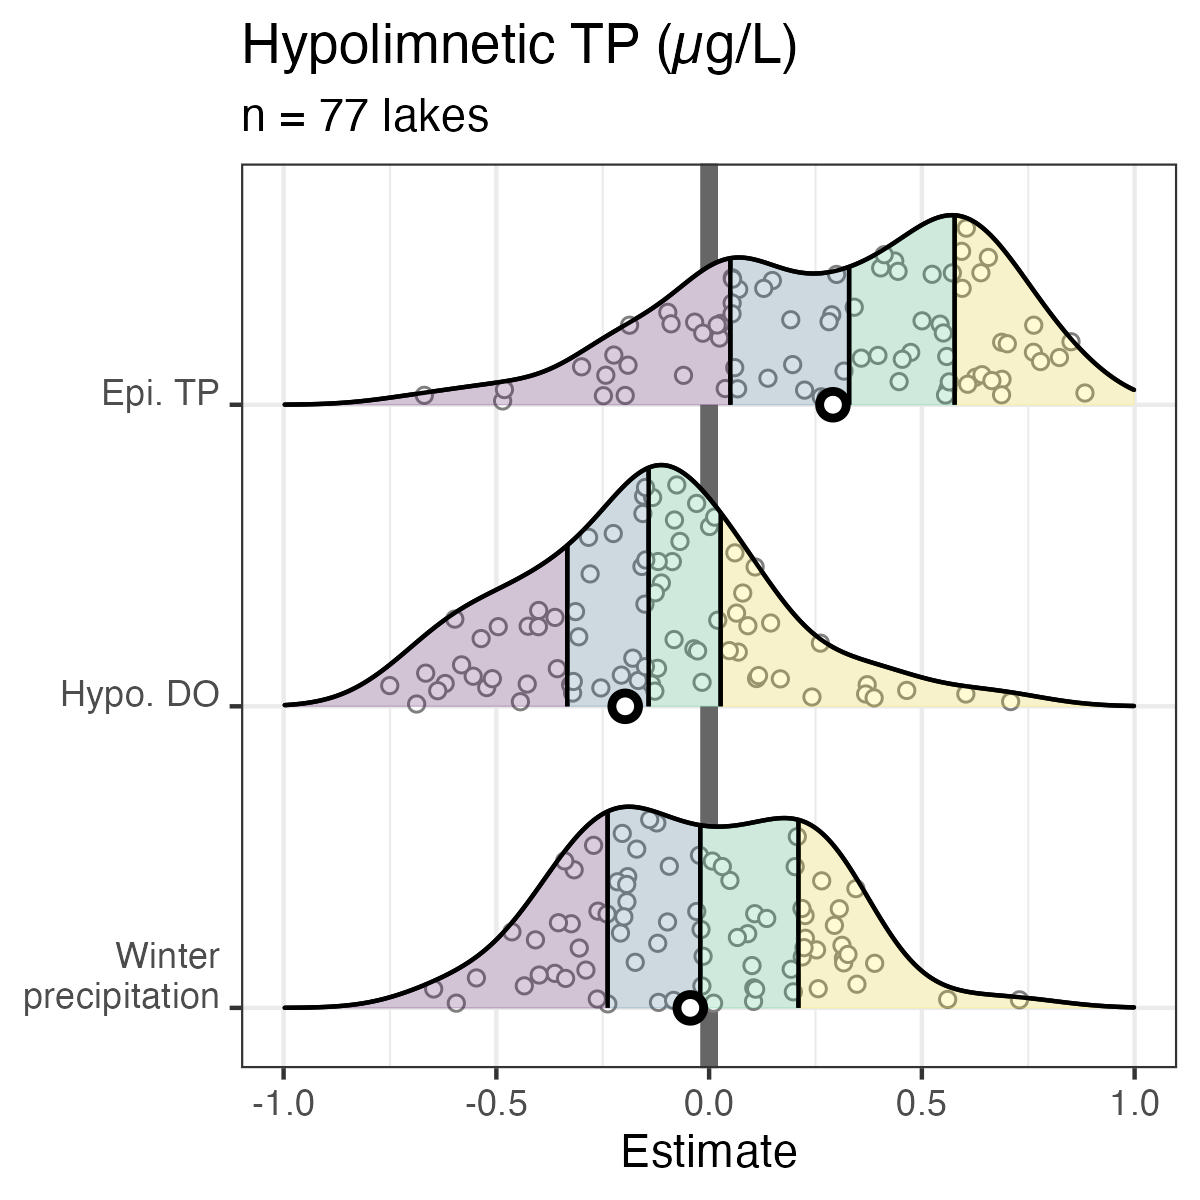 Hypolimnetic TP (µg/L)
n = 77 lakes
Epi. TP
Hypo. DO
Winter
precipitation
-1.0 -0.5 0.0 0.5 1.0
Estimate